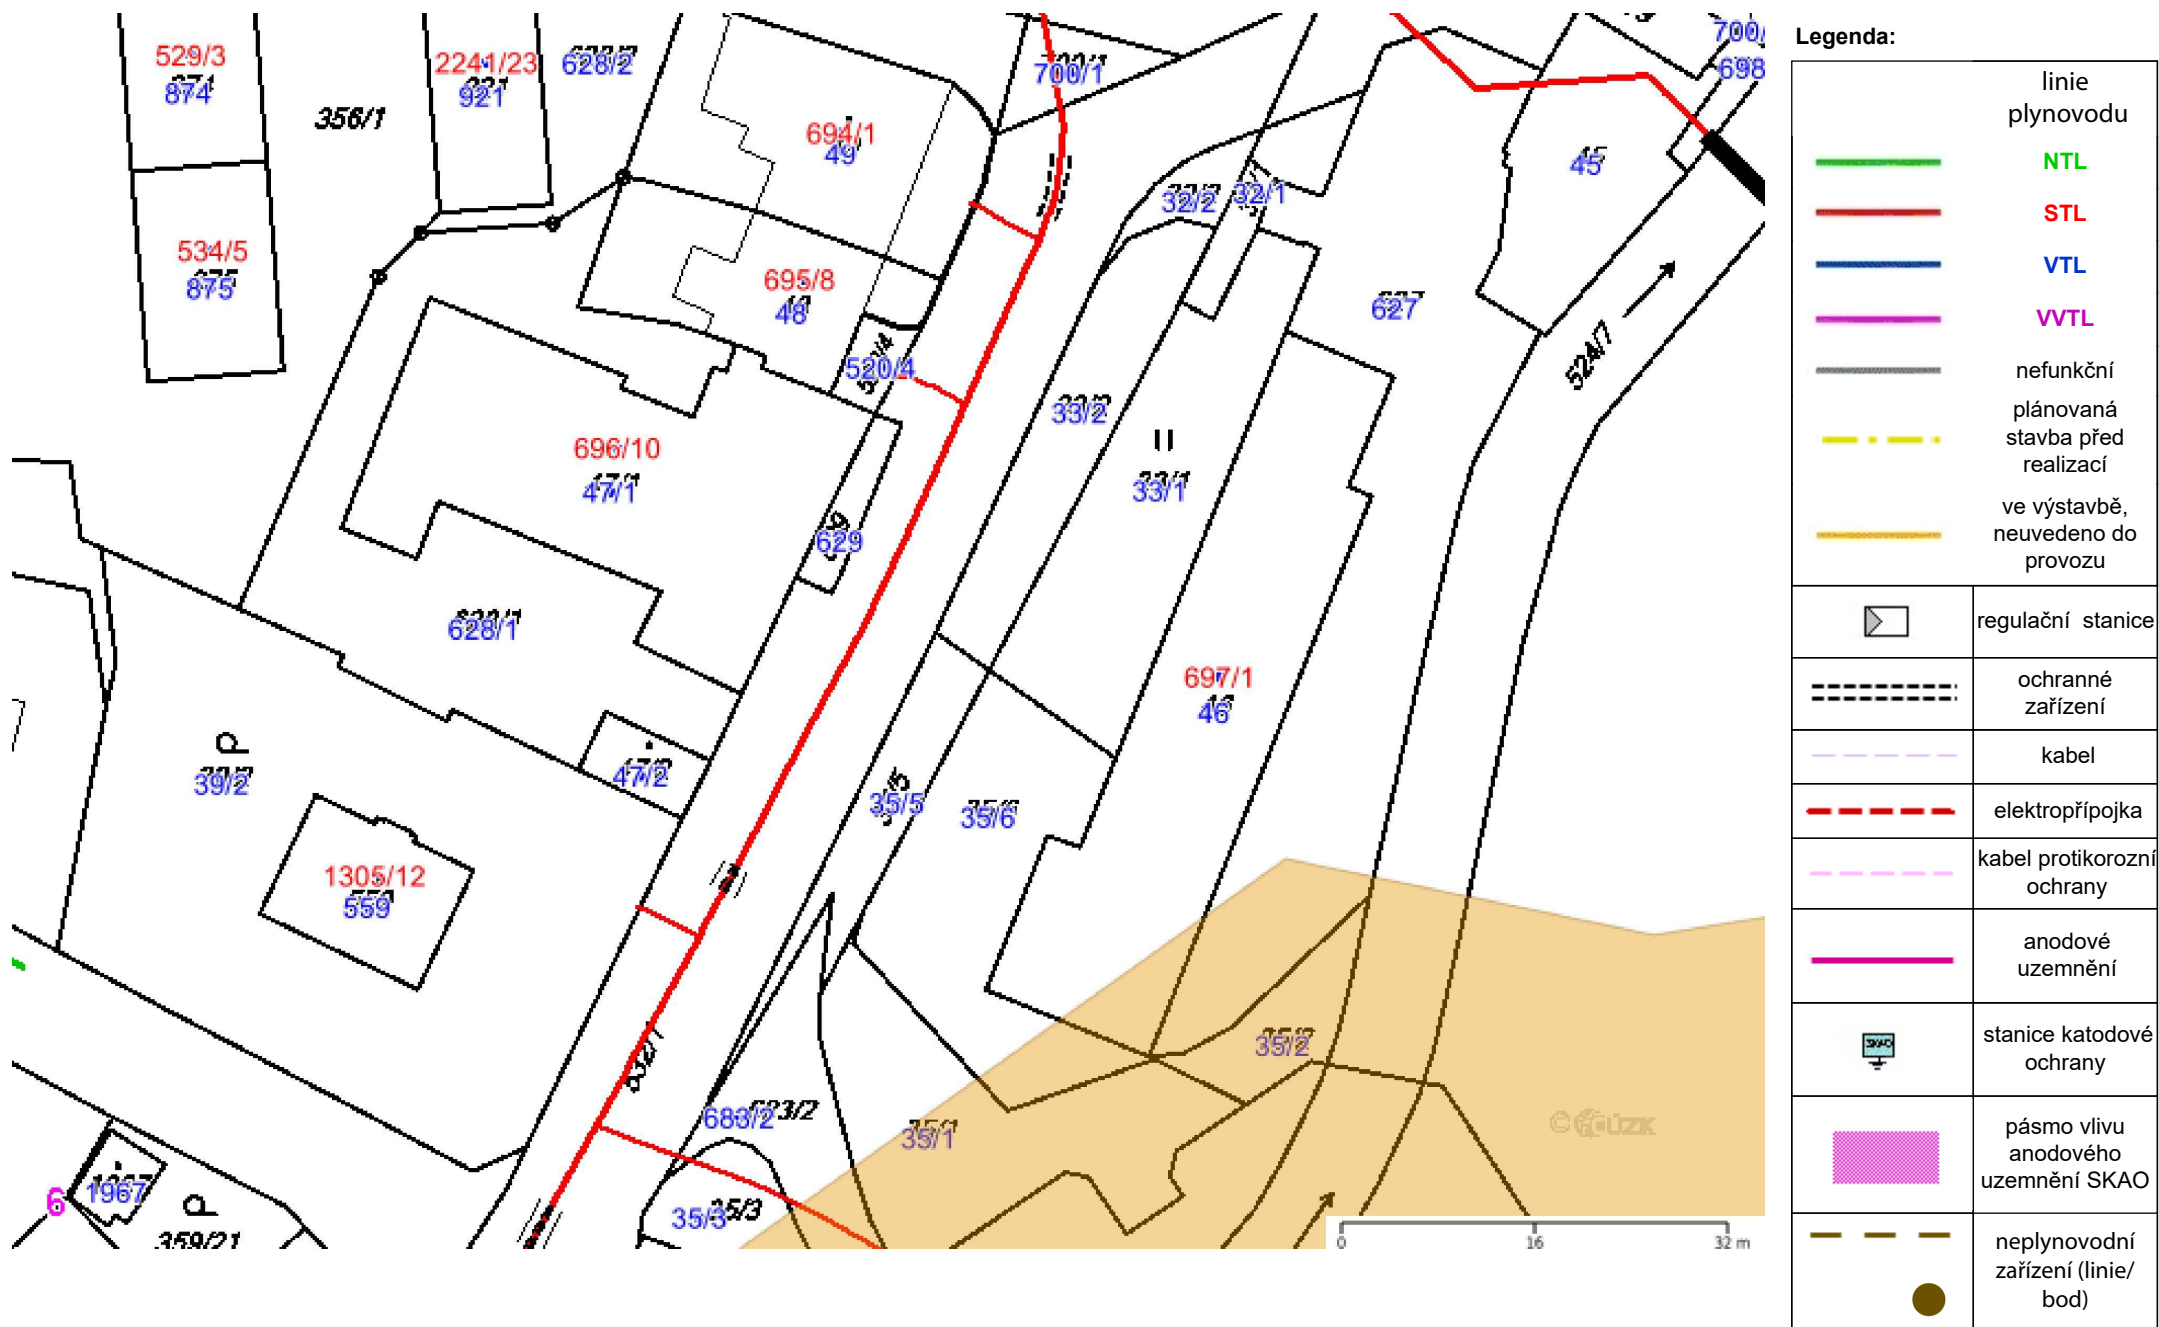 529/3
874
356/1
2241/23
921
628/2
694/1
49
700/1
700/
698
45
32/2
32/1
534/5
875
695/8
48
520/4
627
524/7
33/2
33/1
696/10
47/1
629
628/1
697/1
46
39/2
47/2
35/5
35/6
1305/12
559
632/1
35/2
683/2
35/1
6
1967
359/21
35/3
© ČÚZK
0 16 32 m
Legenda:
linie
plynovodu
NTL
STL
VTL
VVTL
nefunkční
plánovaná
stavba před
realizací
ve výstavbě,
neuvedeno do
provozu
regulační stanice
ochranné
zařízení
kabel
elektropřípojka
kabel protikorozní
ochrany
anodové
uzemnění
SKAO
stanice katodové
ochrany
pásmo vlivu
anodového
uzemnění SKAO
neplynovodní
zařízení (linie/
bod)